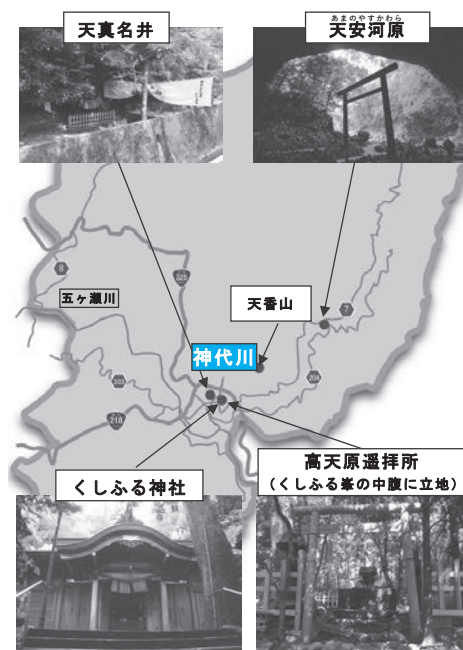 天真名井
あまのやすかわら
天安河原
8
325
五ヶ瀬川
天香山
7
神代川
204
218
くしふる神社
高天原遥拝所
(くしふる峯の中腹に立地)